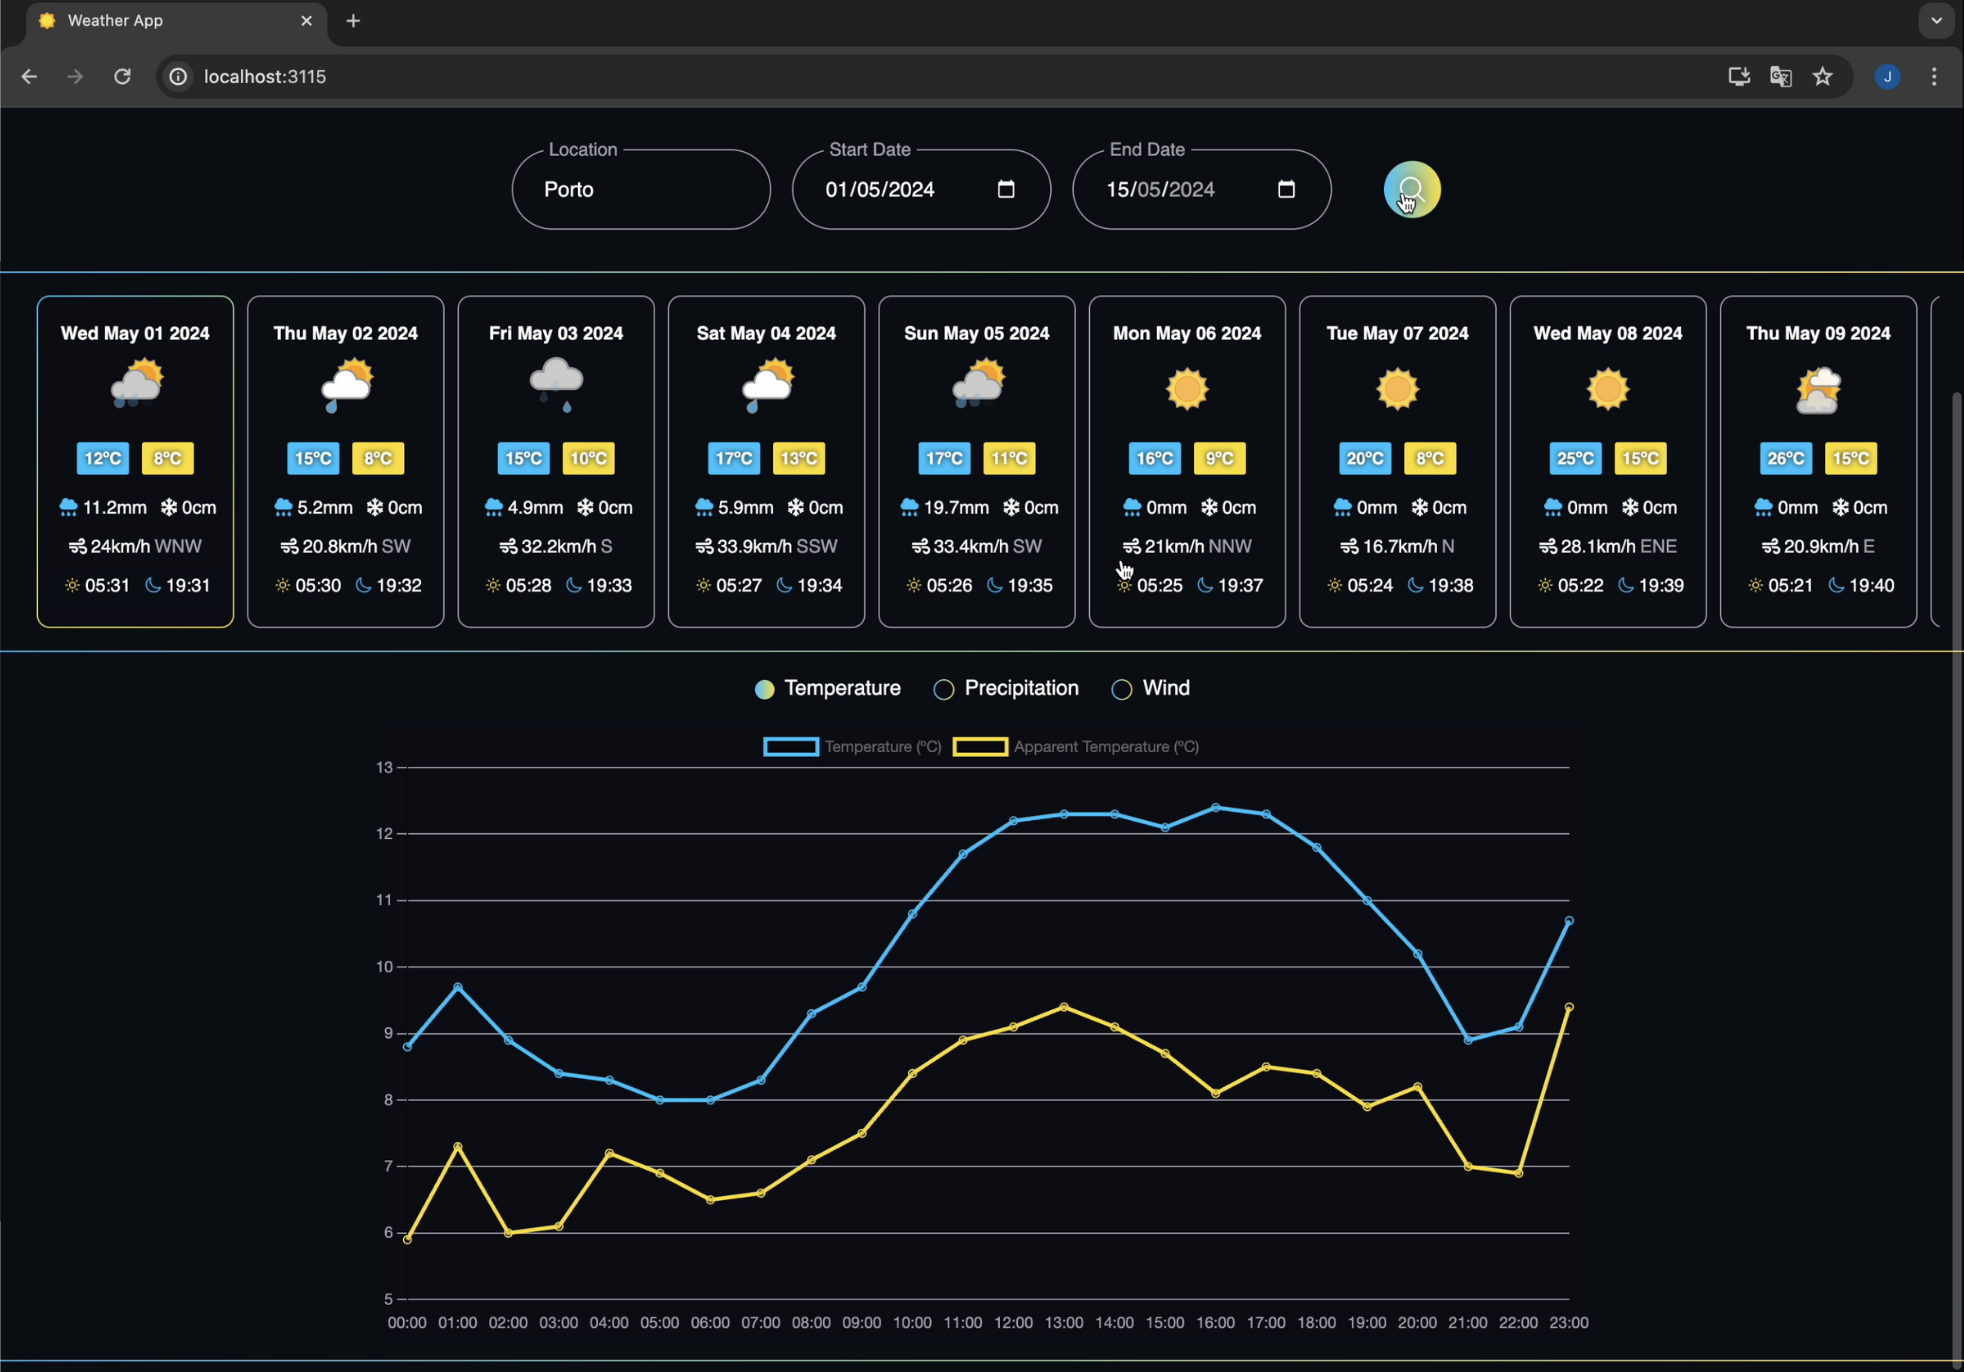 Weather App
localhost:3115
J
Location
Porto
Start Date
01/05/2024
End Date
15/05/2024
Wed May 01 2024
12°C 8°C
11.2mm 0cm
24km/h WNW
05:31 19:31
Thu May 02 2024
15°C 8°C
5.2mm 0cm
20.8km/h SW
05:30 19:32
Fri May 03 2024
15°C 10°C
4.9mm 0cm
32.2km/h S
05:28 19:33
Sat May 04 2024
17°C 13°C
5.9mm 0cm
33.9km/h SSW
05:27 19:34
Sun May 05 2024
17°C 11°C
19.7mm 0cm
33.4km/h SW
05:26 19:35
Mon May 06 2024
16°C 9°C
0mm 0cm
21km/h NNW
05:25 19:37
Tue May 07 2024
20°C 8°C
0mm 0cm
16.7km/h N
05:24 19:38
Wed May 08 2024
25°C 15°C
0mm 0cm
28.1km/h ENE
05:22 19:39
Thu May 09 2024
26°C 15°C
0mm 0cm
20.9km/h E
05:21 19:40
Temperature Precipitation Wind
Temperature (°C) Apparent Temperature (°C)
13
12
11
10
9
8
7
6
5
00:00 01:00 02:00 03:00 04:00 05:00 06:00 07:00 08:00 09:00 10:00 11:00 12:00 13:00 14:00 15:00 16:00 17:00 18:00 19:00 20:00 21:00 22:00 23:00